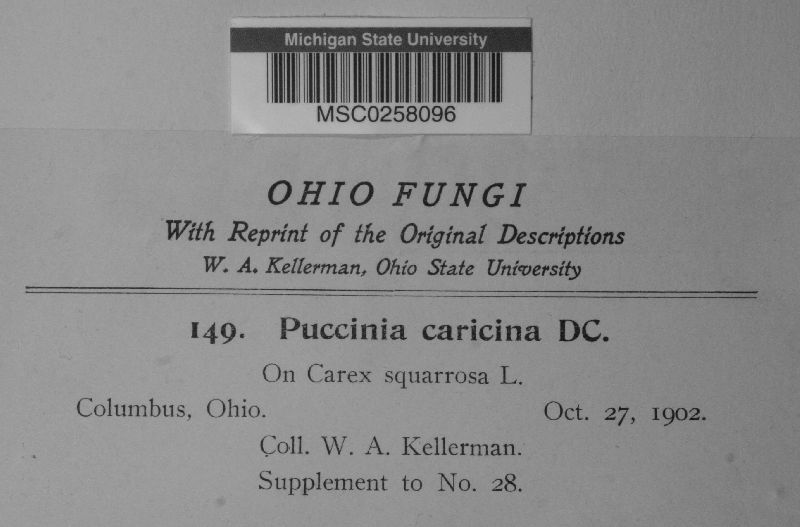 Michigan State University
MSC0258096
OHIO FUNGI
With Reprint of the Original Descriptions
W. A. Kellerman, Ohio State University
149. Puccinia caricina DC.
On Carex squarrosa L.
Columbus, Ohio. Oct. 27, 1902.
Coll. W. A. Kellerman.
Supplement to No. 28.